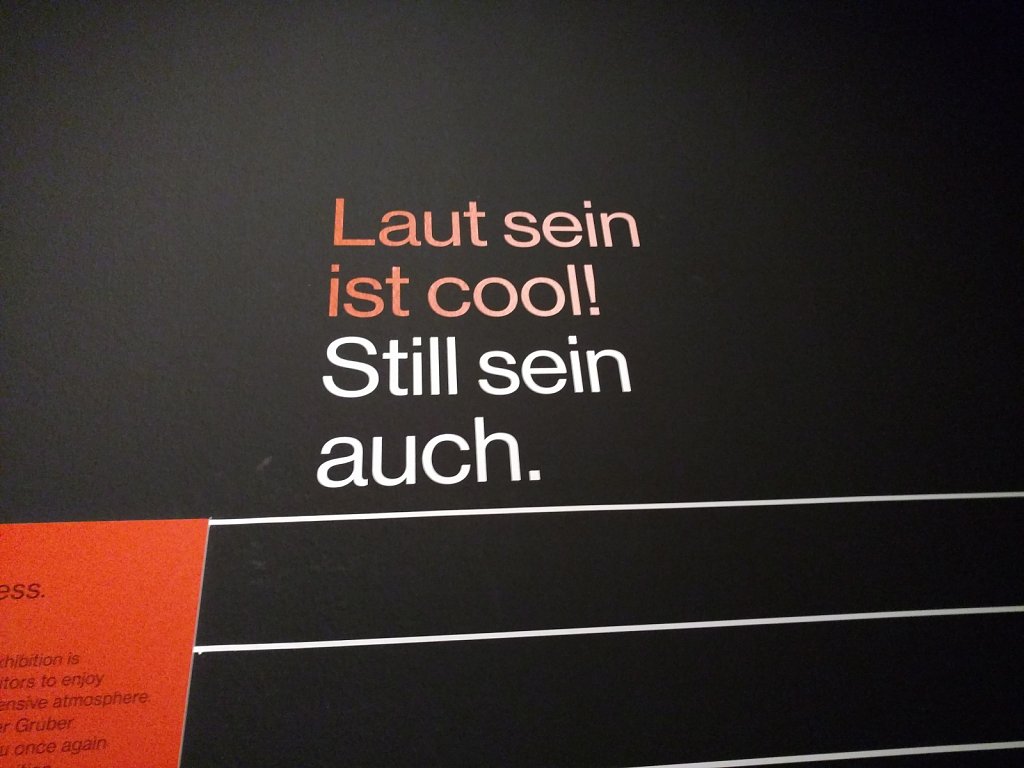 Laut sein
ist cool!
Still sein
auch.
ess.
xhibition is
itors to enjoy
ensive atmosphere
er Gruber
u once again